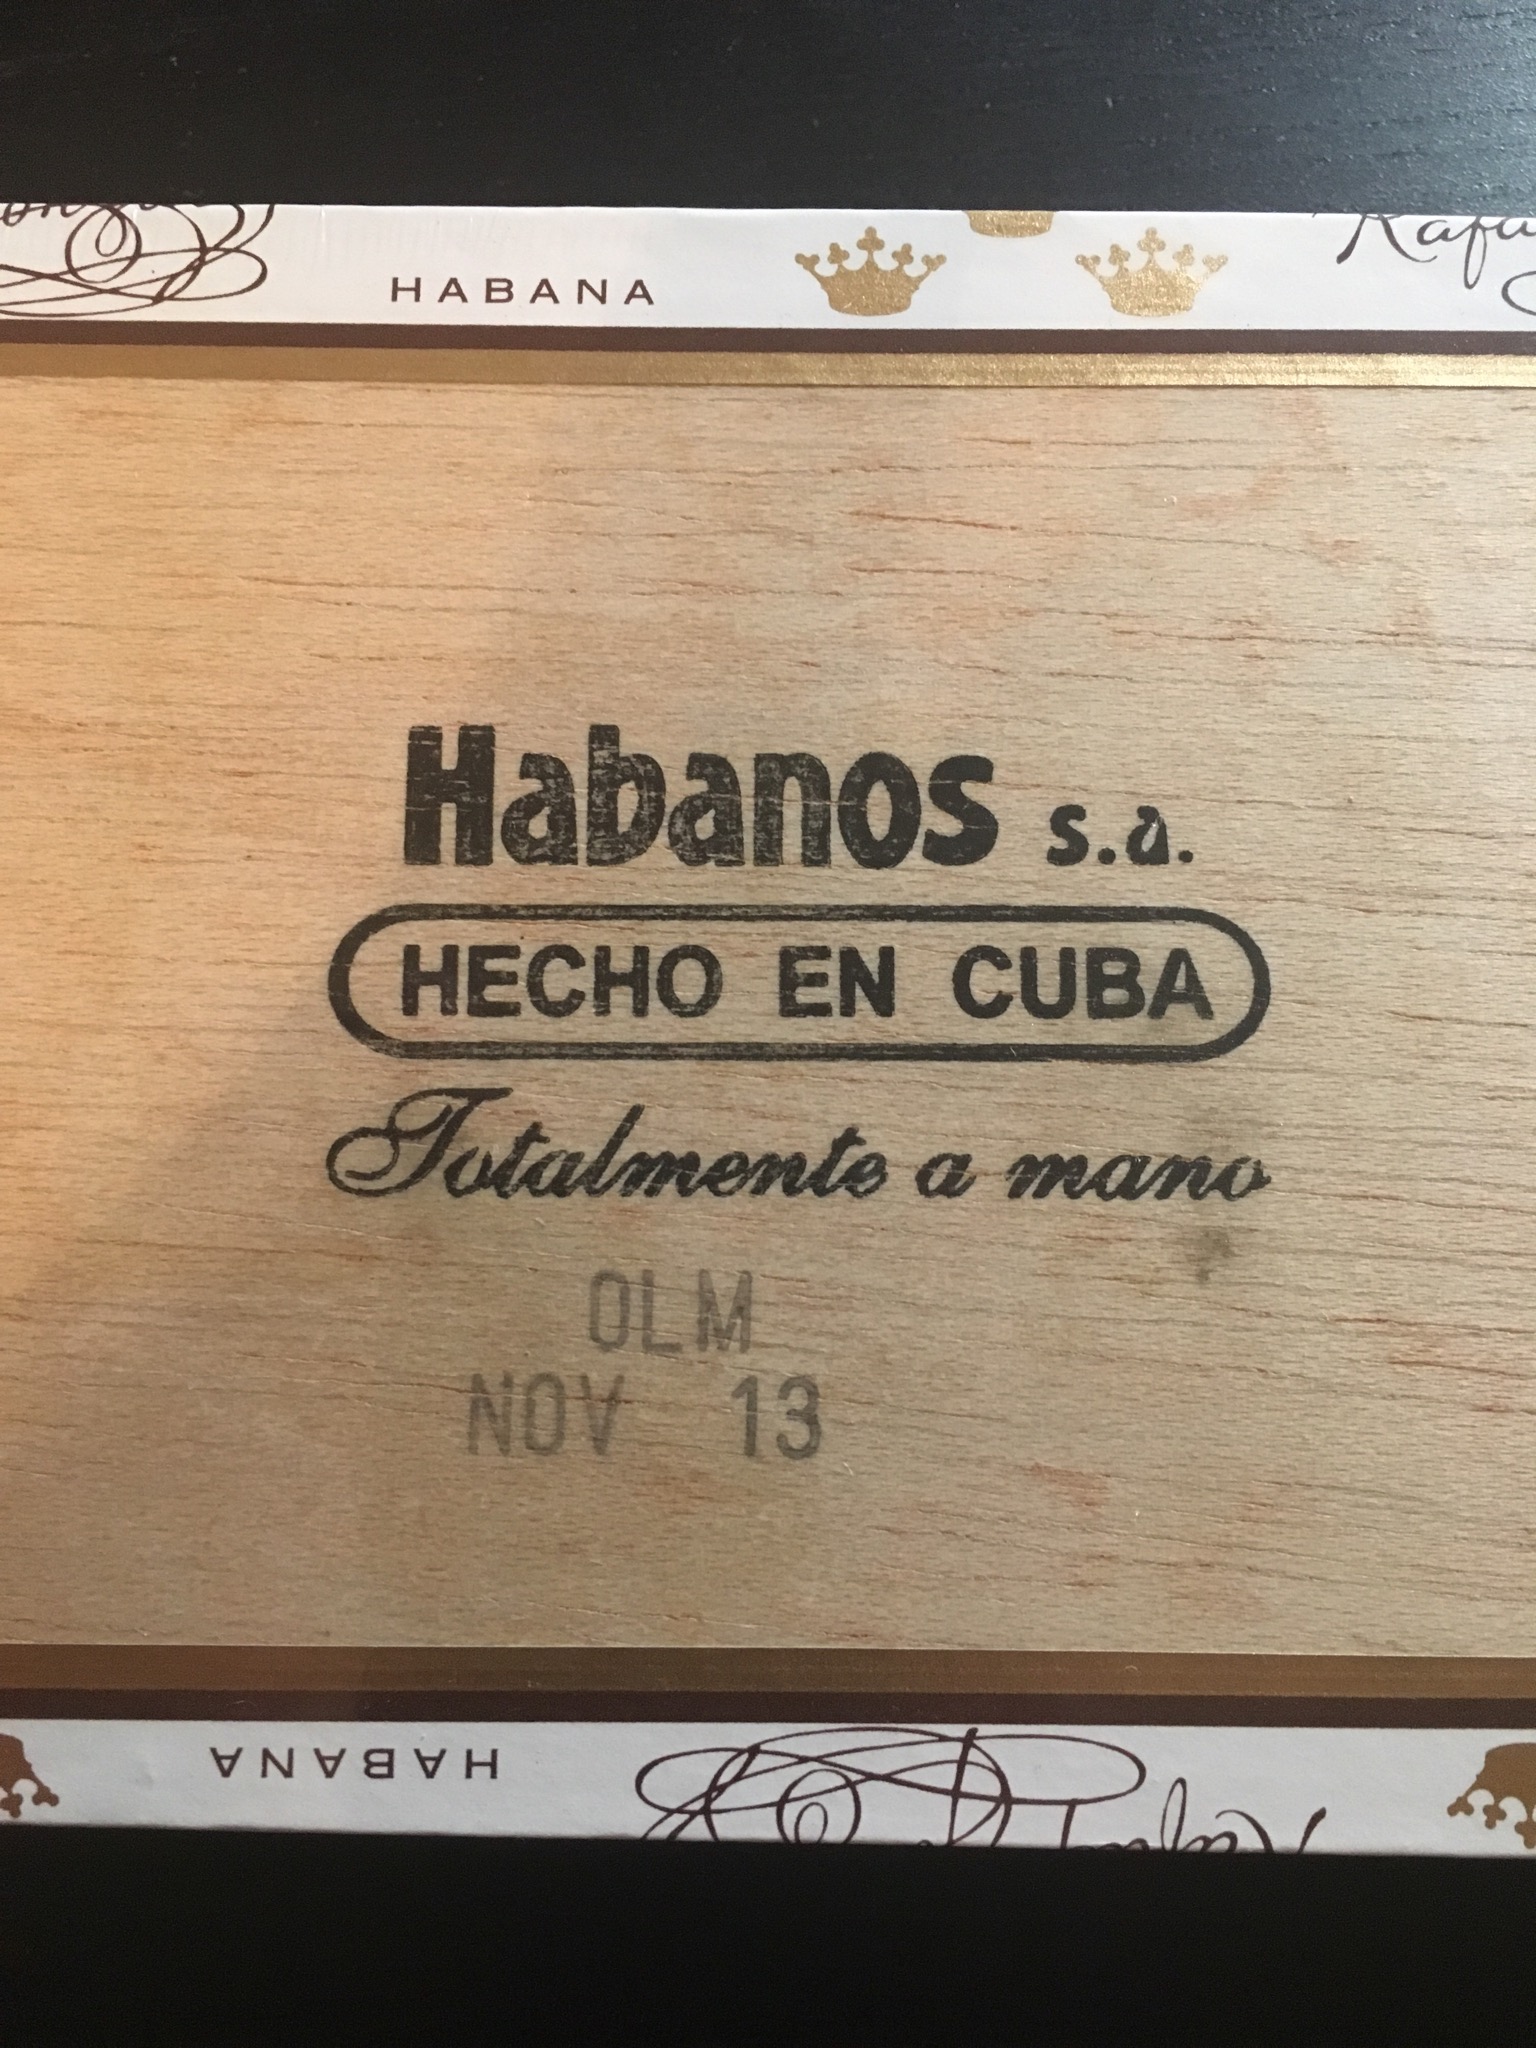 HABANA
Habanos s.a.
HECHO EN CUBA
Totalmente a mano
OLM
NOV 13
HABANA